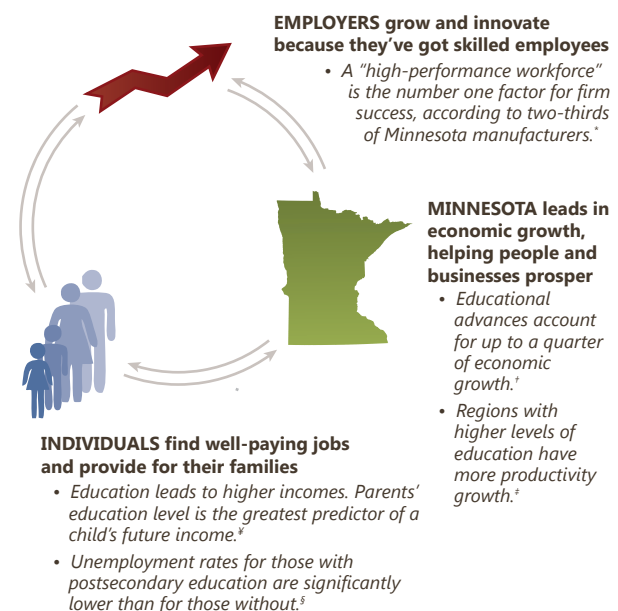 EMPLOYERS grow and innovate
because they’ve got skilled employees
• A “high-performance workforce”
is the number one factor for firm
success, according to two-thirds
of Minnesota manufacturers.*
MINNESOTA leads in
economic growth,
helping people and
businesses prosper
• Educational
advances account
for up to a quarter
of economic
growth.†
• Regions with
higher levels of
education have
more productivity
growth.‡
INDIVIDUALS find well-paying jobs
and provide for their families
• Education leads to higher incomes. Parents’
education level is the greatest predictor of a
child’s future income.¥
• Unemployment rates for those with
postsecondary education are significantly
lower than for those without.§